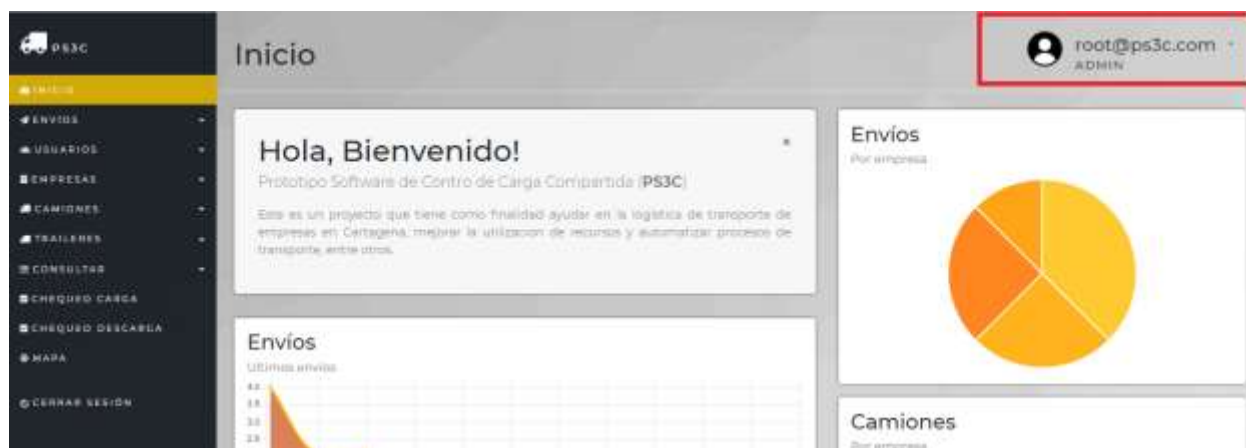 PS3C
INICIO
ENVIOS
USUARIOS
EMPRESAS
CAMIONES
TRAILERES
CONSULTAR
CHEQUEO CARGA
CHEQUEO DESCARGA
MAPA
CERRAR SESIÓN
Inicio
root@ps3c.com
ADMIN
Hola, Bienvenido!
Prototipo Software de Contro de Carga Compartida (PS3C)
Este es un proyecto que tiene como finalidad ayudar en la logística de transporte de
empresas en Cartagena, mejorar la utilizacion de recursos y automatizar procesos de
transporte, entre otros.
Envíos
Por empresa
Envíos
Ultimos envíos
4.0
3.5
3.0
2.5
Camiones
Por empresa